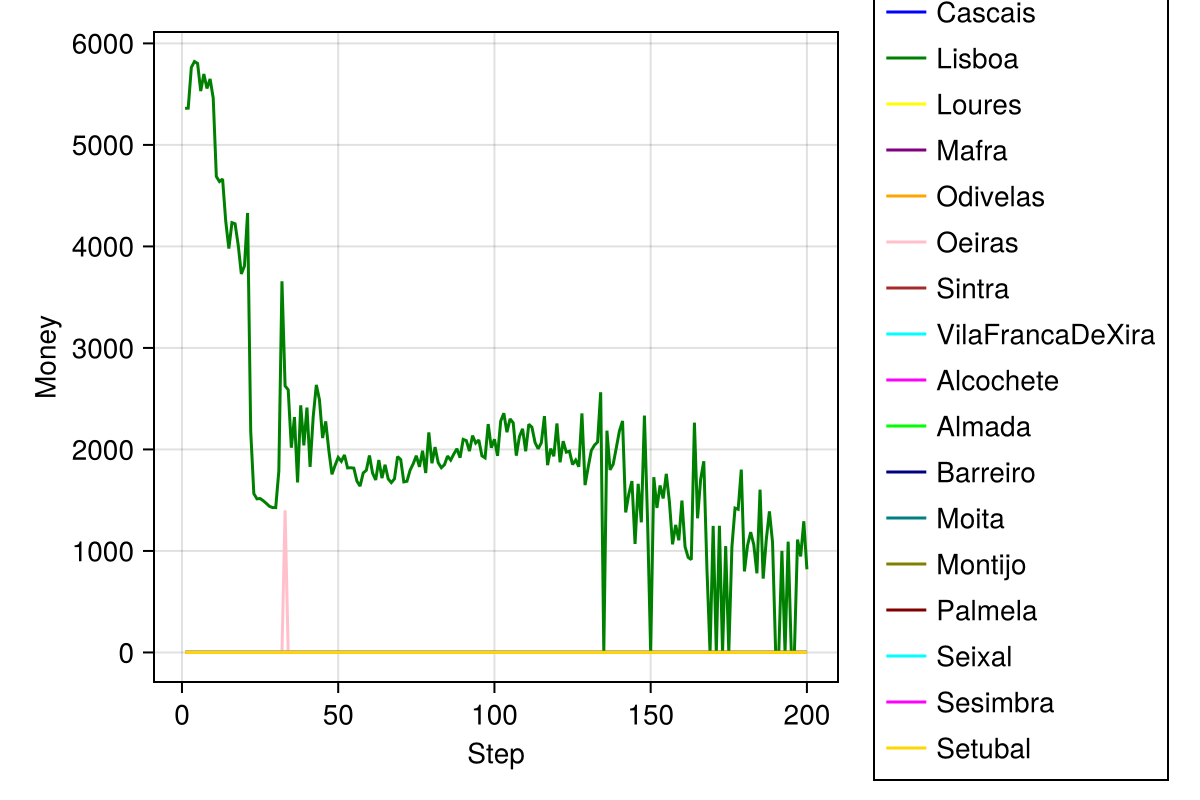 6000
5000
4000
3000
2000
1000
0
Money
0 50 100 150 200
Step
Cascais
Lisboa
Loures
Mafra
Odivelas
Oeiras
Sintra
VilaFrancaDeXira
Alcochete
Almada
Barreiro
Moita
Montijo
Palmela
Seixal
Sesimbra
Setubal